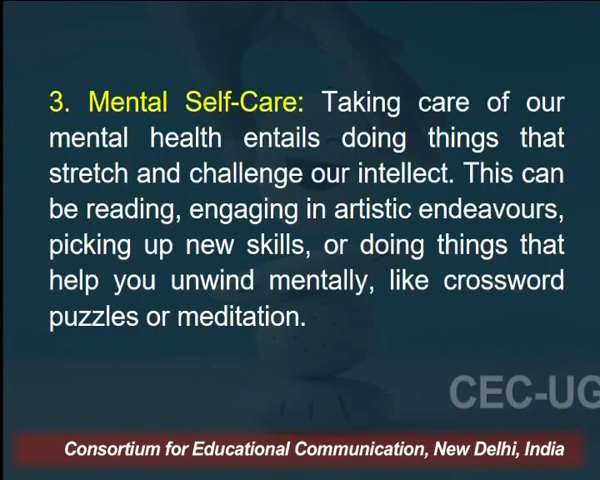 3. Mental Self-Care: Taking care of our
mental health entails doing things that
stretch and challenge our intellect. This can
be reading, engaging in artistic endeavours,
picking up new skills, or doing things that
help you unwind mentally, like crossword
puzzles or meditation.
CEC-UG
Consortium for Educational Communication, New Delhi, India